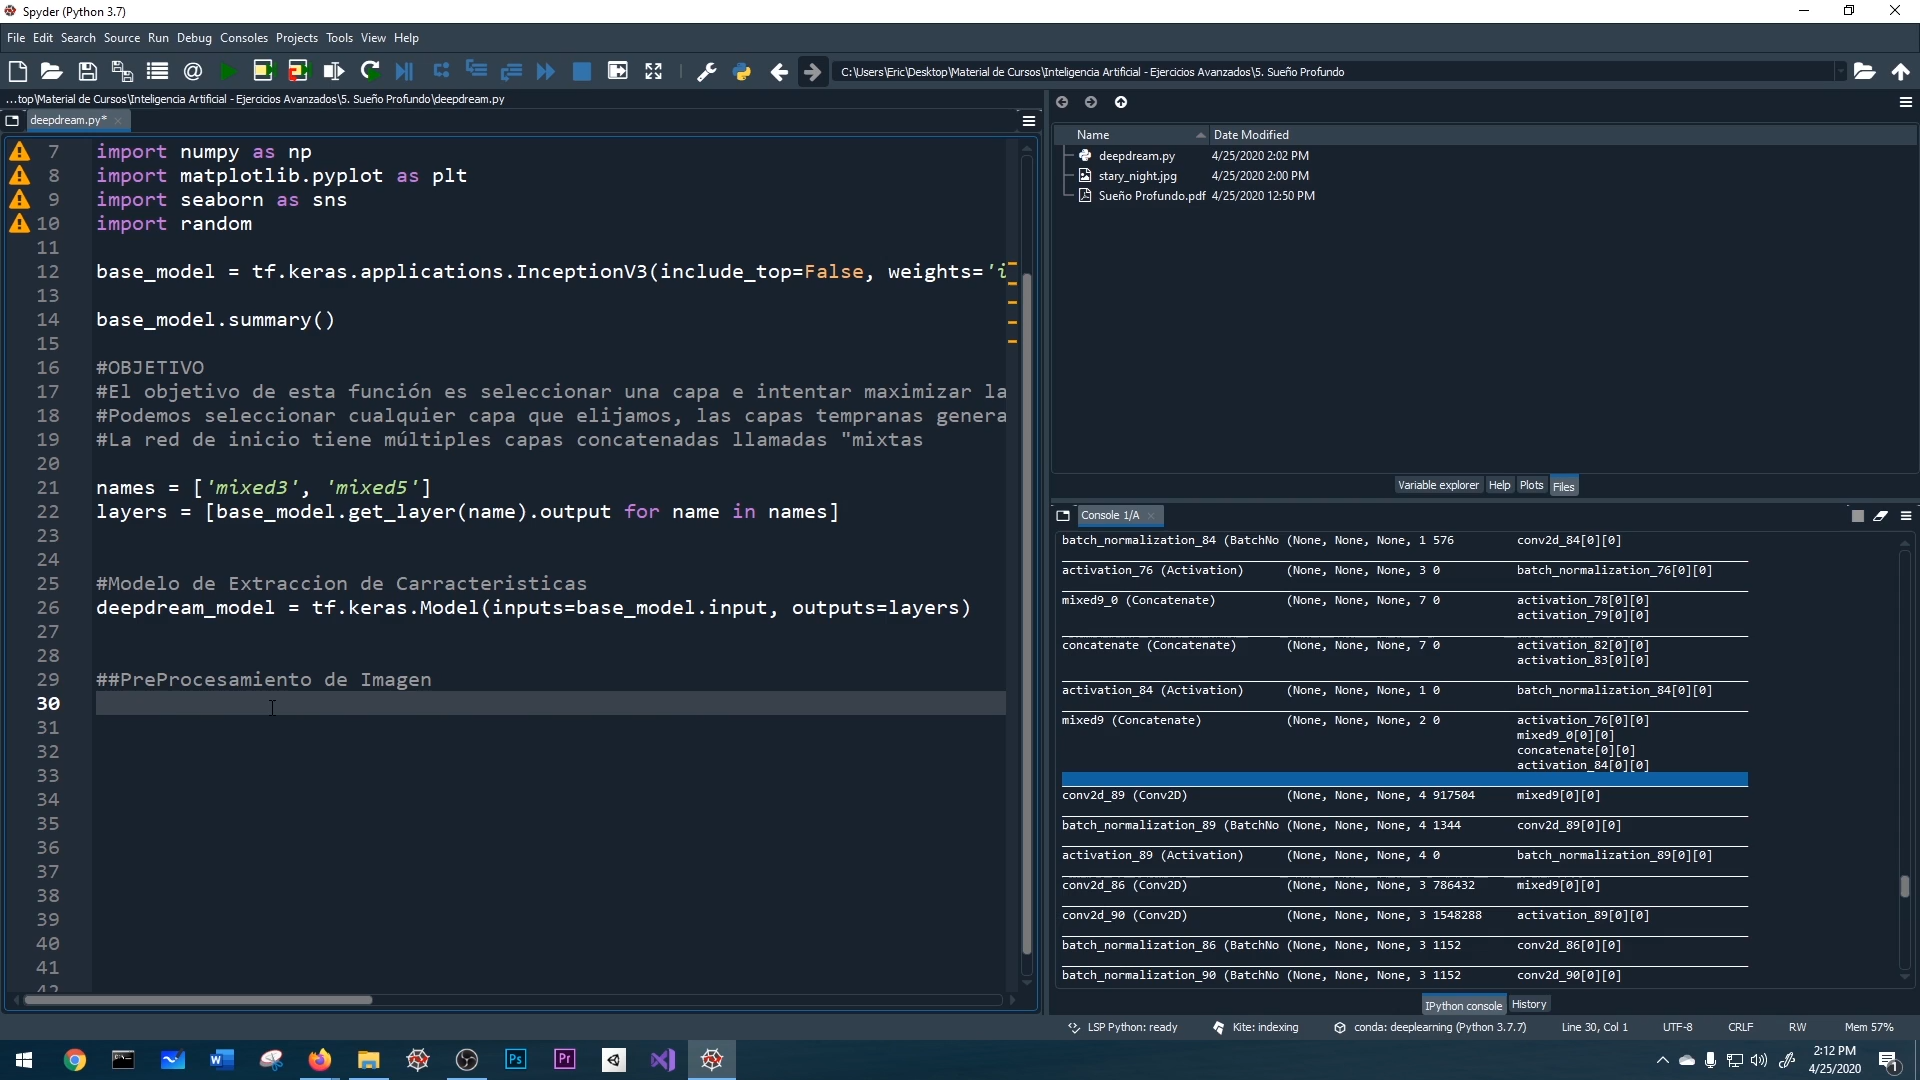 Spyder (Python 3.7)
File Edit Search Source Run Debug Consoles Projects Tools View Help
C:\Users\Eric\Desktop\Material de Cursos\Inteligencia Artificial - Ejercicios Avanzados\5. Sueño Profundo
...top\Material de Cursos\Inteligencia Artificial - Ejercicios Avanzados\5. Sueño Profundo\deepdream.py
deepdream.py*
7 import numpy as np
8 import matplotlib.pyplot as plt
9 import seaborn as sns
10 import random
11
12 base_model = tf.keras.applications.InceptionV3(include_top=False, weights='i
13
14 base_model.summary()
15
16 #OBJETIVO
17 #El objetivo de esta función es seleccionar una capa e intentar maximizar la
18 #Podemos seleccionar cualquier capa que elijamos, las capas tempranas genera
19 #La red de inicio tiene múltiples capas concatenadas llamadas "mixtas
20
21 names = ['mixed3', 'mixed5']
22 layers = [base_model.get_layer(name).output for name in names]
23
24
25 #Modelo de Extraccion de Carracteristicas
26 deepdream_model = tf.keras.Model(inputs=base_model.input, outputs=layers)
27
28
29 ##PreProcesamiento de Imagen
30
31
32
33
34
35
36
37
38
39
40
41
42
Name Date Modified
deepdream.py 4/25/2020 2:02 PM
stary_night.jpg 4/25/2020 2:00 PM
Sueño Profundo.pdf 4/25/2020 12:50 PM
Variable explorer Help Plots Files
Console 1/A
batch_normalization_84 (BatchNo (None, None, None, 1 576 conv2d_84[0][0]
activation_76 (Activation) (None, None, None, 3 0 batch_normalization_76[0][0]
mixed9_0 (Concatenate) (None, None, None, 7 0 activation_78[0][0]
activation_79[0][0]
concatenate (Concatenate) (None, None, None, 7 0 activation_82[0][0]
activation_83[0][0]
activation_84 (Activation) (None, None, None, 1 0 batch_normalization_84[0][0]
mixed9 (Concatenate) (None, None, None, 2 0 activation_76[0][0]
mixed9_0[0][0]
concatenate[0][0]
activation_84[0][0]
conv2d_89 (Conv2D) (None, None, None, 4 917504 mixed9[0][0]
batch_normalization_89 (BatchNo (None, None, None, 4 1344 conv2d_89[0][0]
activation_89 (Activation) (None, None, None, 4 0 batch_normalization_89[0][0]
conv2d_86 (Conv2D) (None, None, None, 3 786432 mixed9[0][0]
conv2d_90 (Conv2D) (None, None, None, 3 1548288 activation_89[0][0]
batch_normalization_86 (BatchNo (None, None, None, 3 1152 conv2d_86[0][0]
batch_normalization_90 (BatchNo (None, None, None, 3 1152 conv2d_90[0][0]
IPython console History
LSP Python: ready Kite: indexing conda: deeplearning (Python 3.7.7) Line 30, Col 1 UTF-8 CRLF RW Mem 57%
Ps Pr
2:12 PM
4/25/2020
1